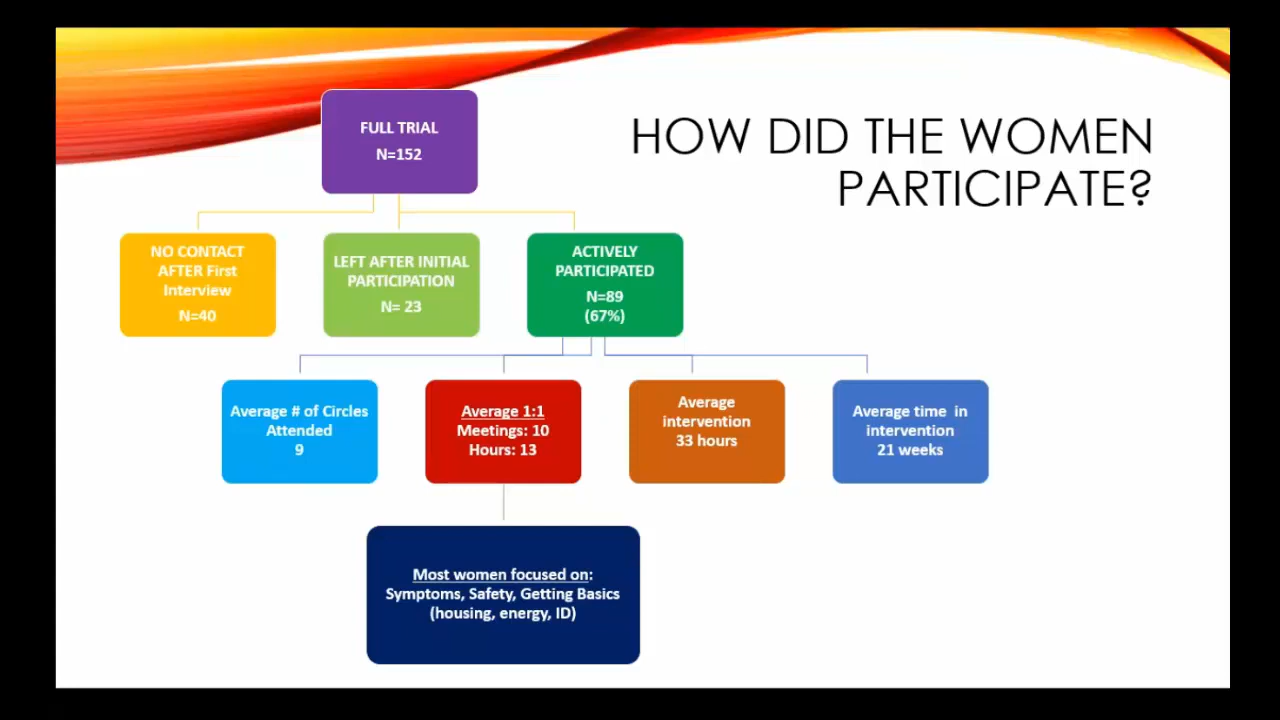 HOW DID THE WOMEN
PARTICIPATE?
FULL TRIAL
N=152
NO CONTACT
AFTER First
Interview
N=40
LEFT AFTER INITIAL
PARTICIPATION
N= 23
ACTIVELY
PARTICIPATED
N=89
(67%)
Average # of Circles
Attended
9
Average 1:1
Meetings: 10
Hours: 13
Average
intervention
33 hours
Average time in
intervention
21 weeks
Most women focused on:
Symptoms, Safety, Getting Basics
(housing, energy, ID)